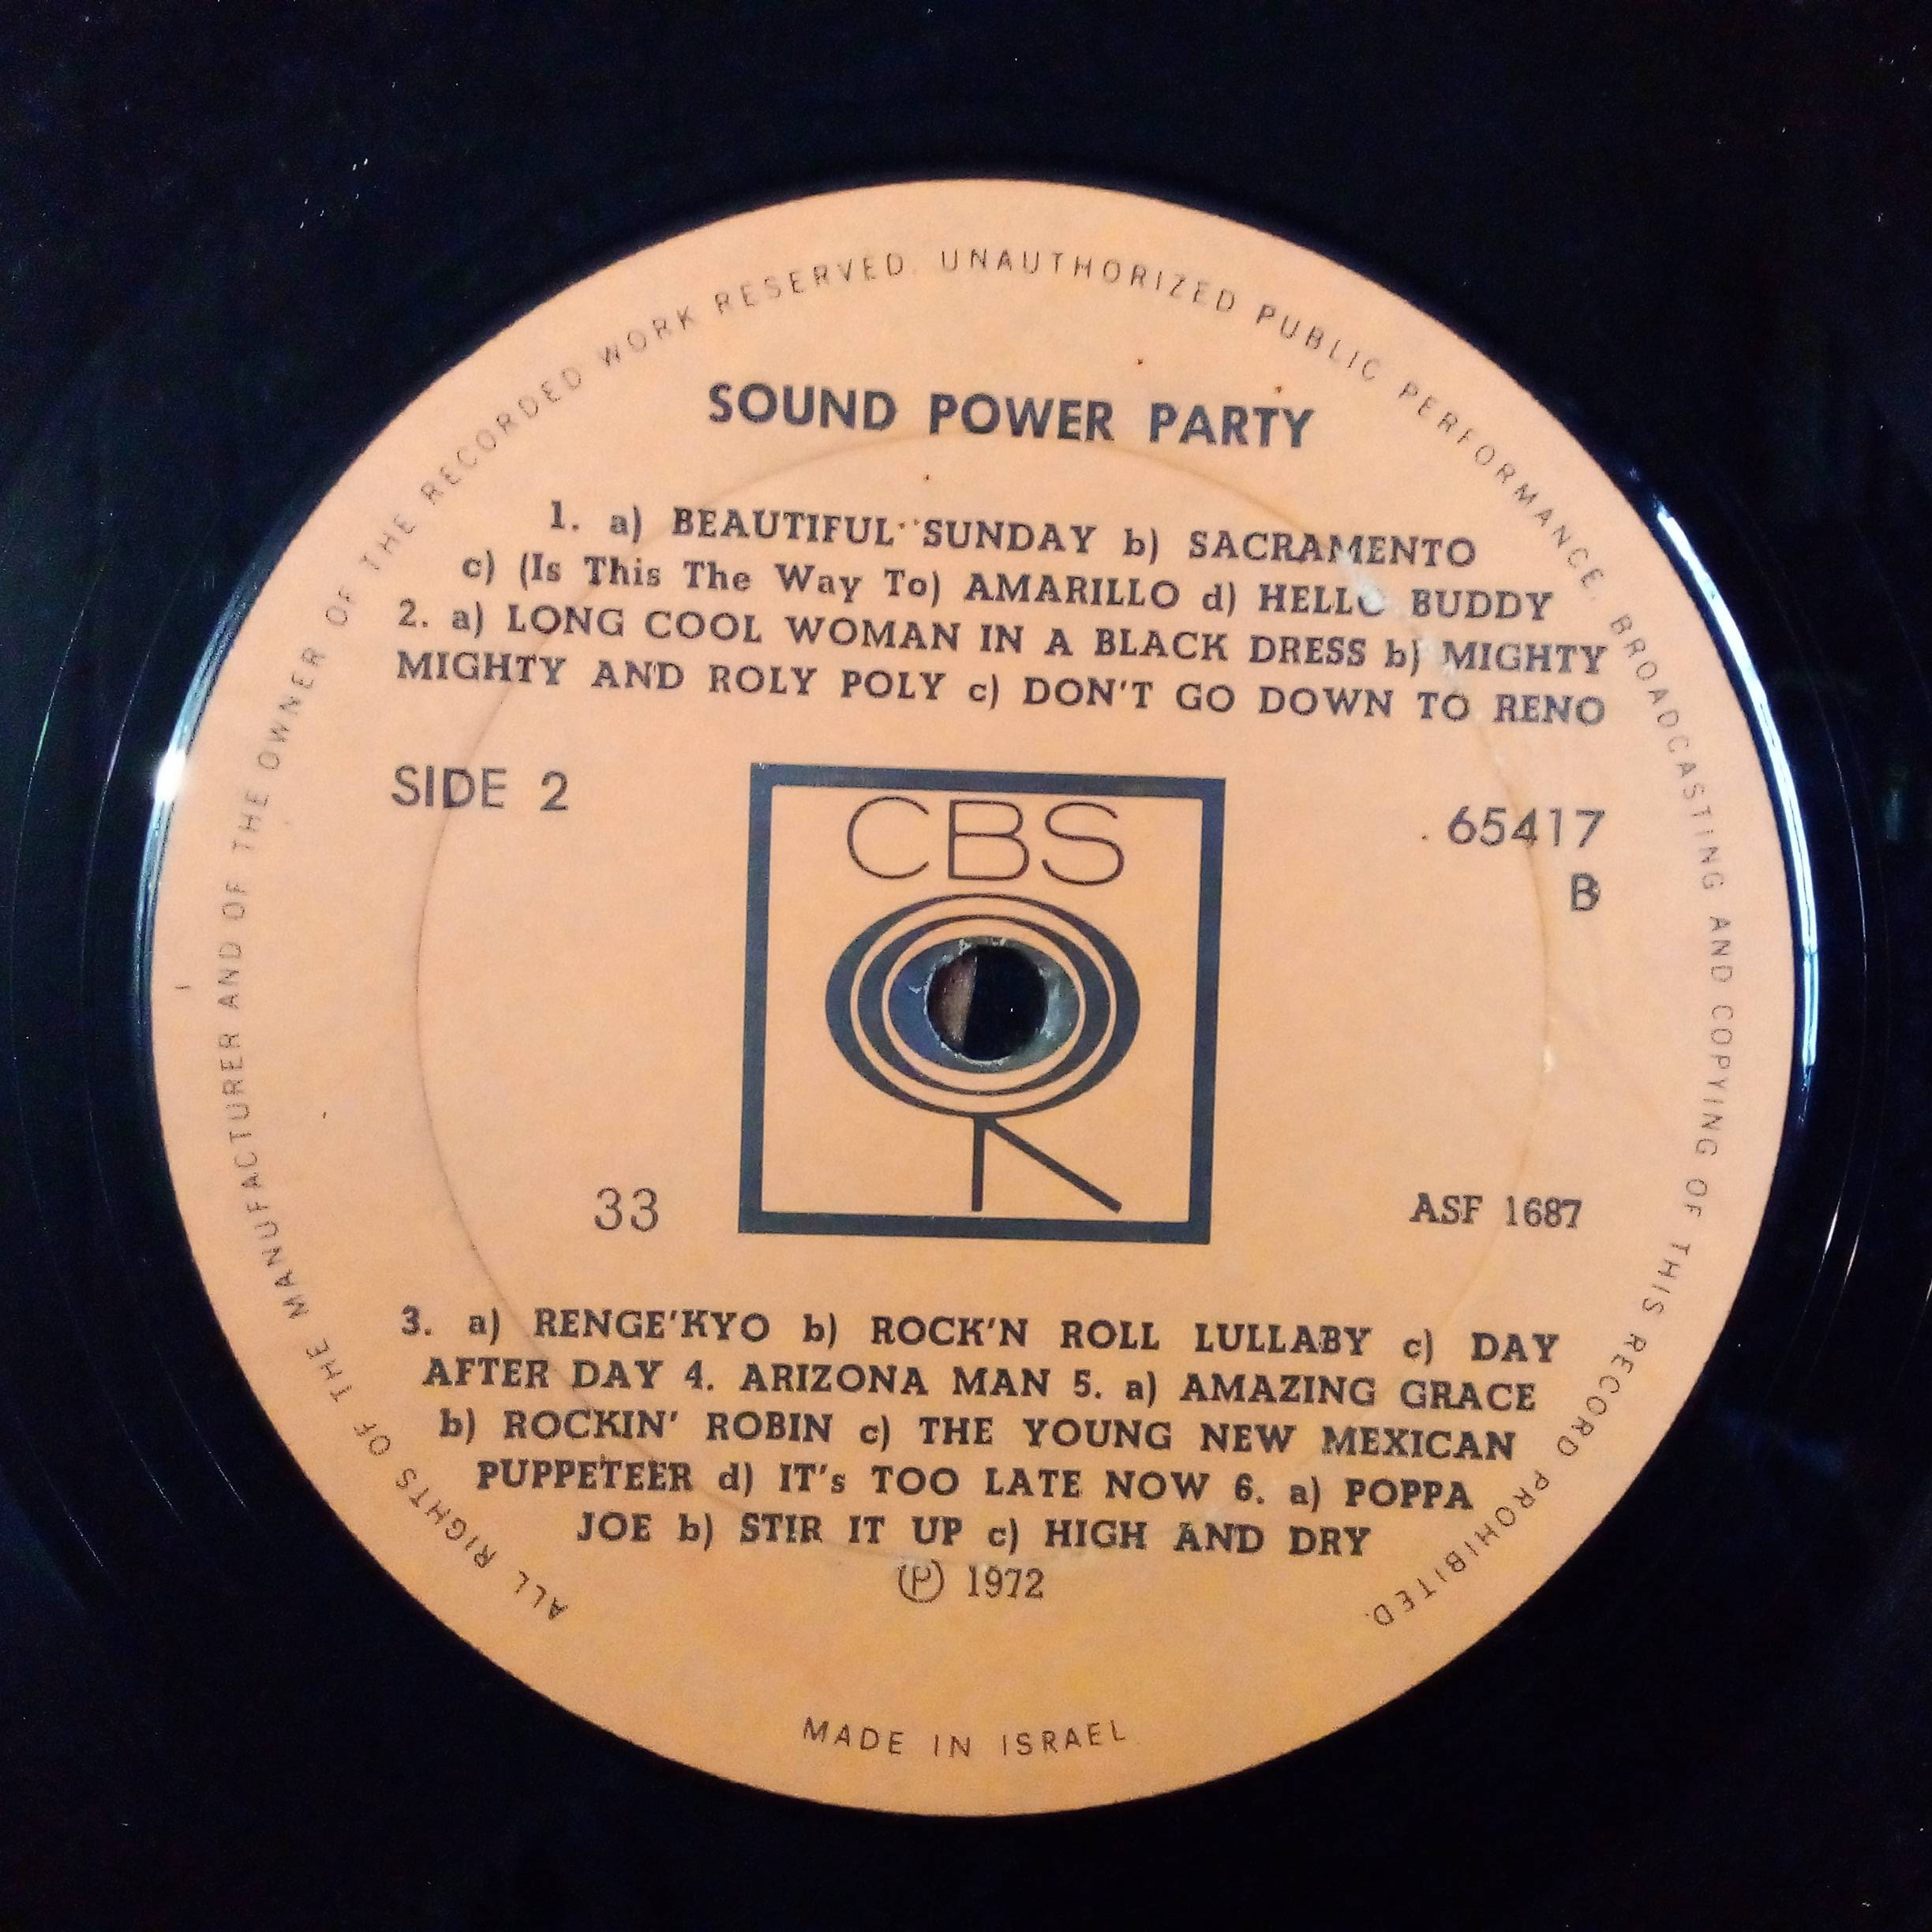 ALL RIGHTS OF THE MANUFACTURER AND OF THE OWNER OF THE RECORDED WORK RESERVED. UNAUTHORIZED PUBLIC PERFORMANCE, BROADCASTING AND COPYING OF THIS RECORD PROHIBITED.
SOUND POWER PARTY
1. a) BEAUTIFUL SUNDAY b) SACRAMENTO
c) (Is This The Way To) AMARILLO d) HELLO BUDDY
2. a) LONG COOL WOMAN IN A BLACK DRESS b) MIGHTY
MIGHTY AND ROLY POLY c) DON'T GO DOWN TO RENO
SIDE 2
CBS
65417
B
33
ASF 1687
3. a) RENGE'KYO b) ROCK'N ROLL LULLABY c) DAY
AFTER DAY 4. ARIZONA MAN 5. a) AMAZING GRACE
b) ROCKIN' ROBIN c) THE YOUNG NEW MEXICAN
PUPPETEER d) IT's TOO LATE NOW 6. a) POPPA
JOE b) STIR IT UP c) HIGH AND DRY
℗ 1972
MADE IN ISRAEL